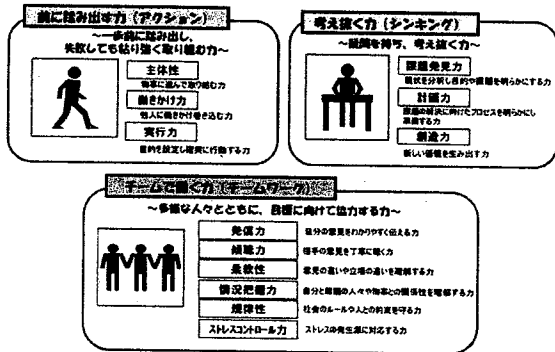 前に踏み出す力（アクション）
～一歩前に踏み出し、
失敗しても粘り強く取り組む力～
主体性
物事に進んで取り組む力
働きかけ力
他人に働きかけ巻き込む力
実行力
目的を設定し確実に行動する力
考え抜く力（シンキング）
～疑問を持ち、考え抜く力～
課題発見力
現状を分析し目的や課題を明らかにする力
計画力
課題の解決に向けたプロセスを明らかにし
準備する力
創造力
新しい価値を生み出す力
チームで働く力（チームワーク）
～多様な人々とともに、目標に向けて協力する力～
発信力
自分の意見をわかりやすく伝える力
傾聴力
相手の意見を丁寧に聴く力
柔軟性
意見の違いや立場の違いを理解する力
情況把握力
自分と周囲の人々や物事との関係性を理解する力
規律性
社会のルールや人との約束を守る力
ストレスコントロール力
ストレスの発生源に対応する力